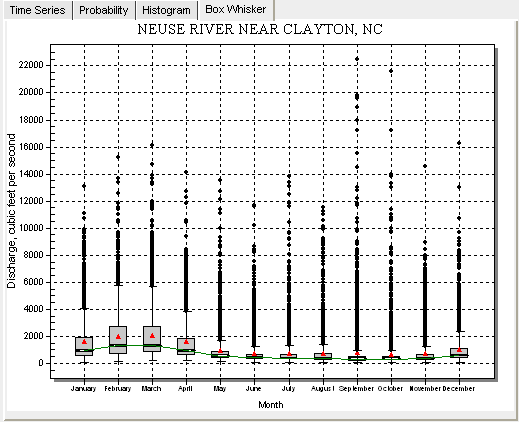 Time Series Probability Histogram Box Whisker
NEUSE RIVER NEAR CLAYTON, NC
Discharge, cubic feet per second
22000
20000
18000
16000
14000
12000
10000
8000
6000
4000
2000
0
January February March April May June July August September October November December
Month